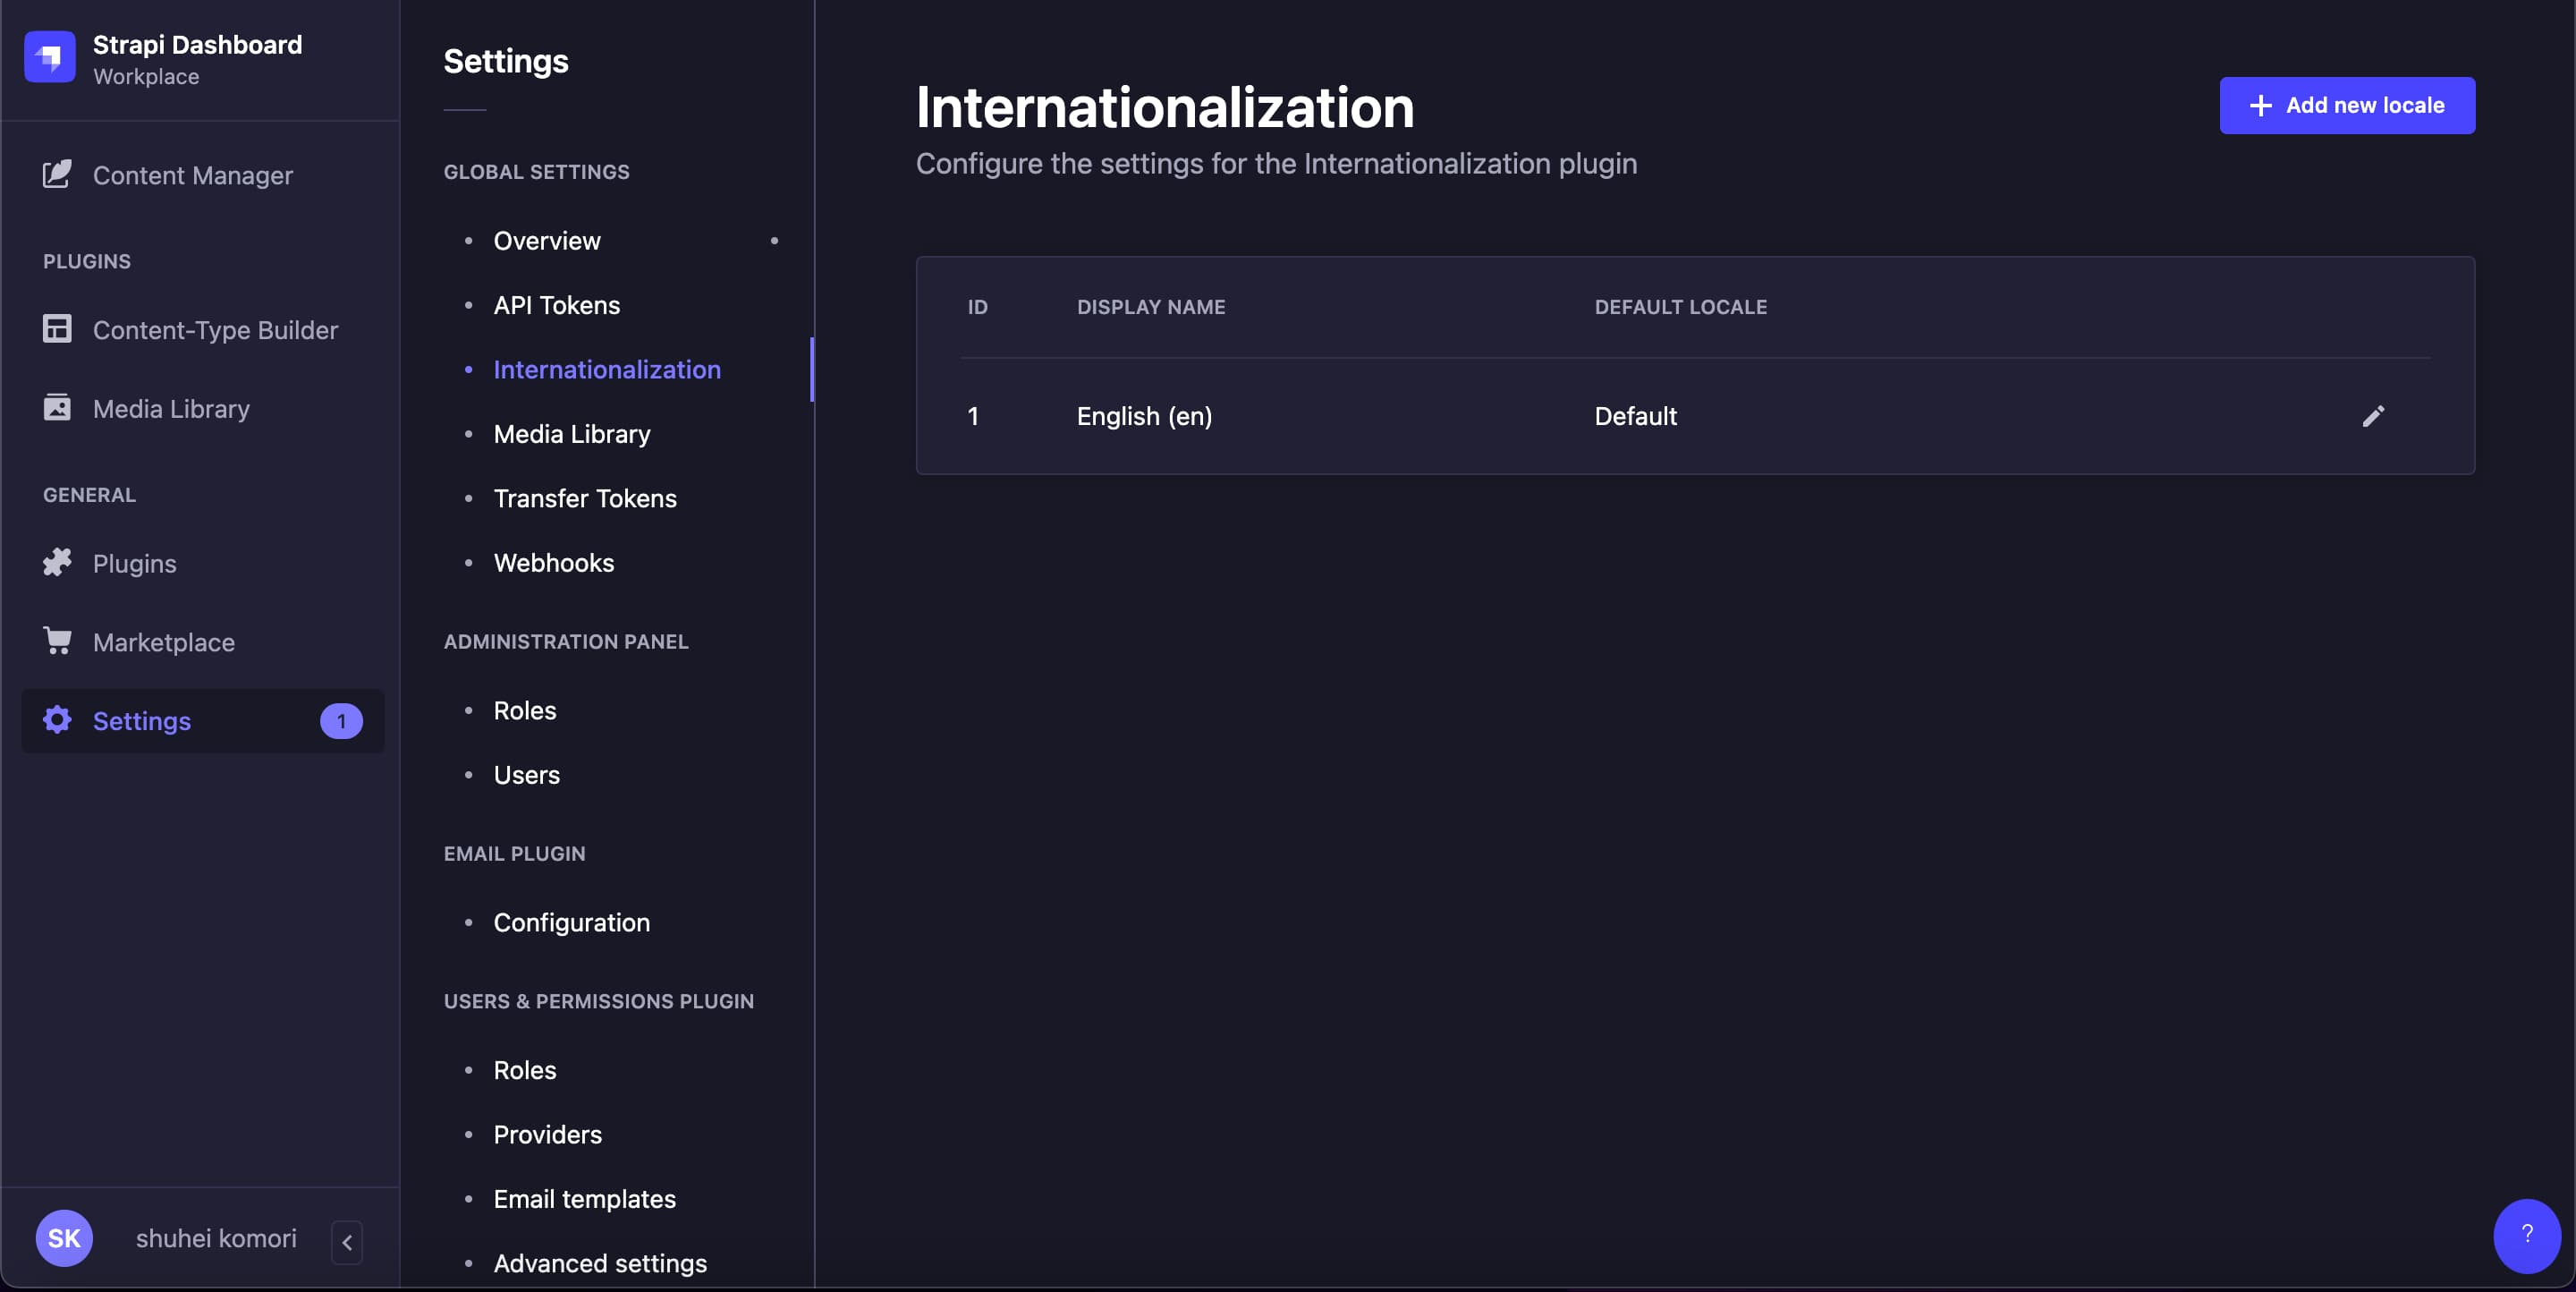 Strapi Dashboard
Workplace
Content Manager
PLUGINS
Content-Type Builder
Media Library
GENERAL
Plugins
Marketplace
Settings
1
SK
shuhei komori
Settings
GLOBAL SETTINGS
Overview
API Tokens
Internationalization
Media Library
Transfer Tokens
Webhooks
ADMINISTRATION PANEL
Roles
Users
EMAIL PLUGIN
Configuration
USERS & PERMISSIONS PLUGIN
Roles
Providers
Email templates
Advanced settings
Internationalization
Configure the settings for the Internationalization plugin
Add new locale
ID DISPLAY NAME DEFAULT LOCALE
1 English (en) Default
?